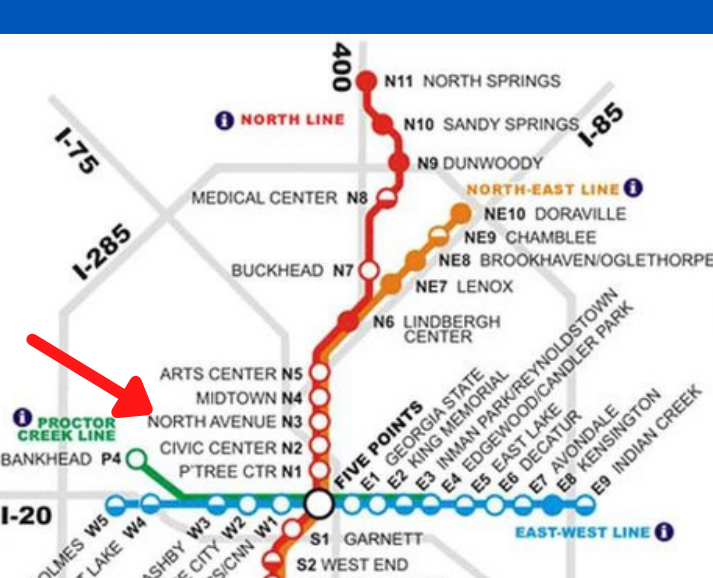 400
N11 NORTH SPRINGS
NORTH LINE
N10 SANDY SPRINGS
I-85
I-75
N9 DUNWOODY
NORTH-EAST LINE
MEDICAL CENTER N8
NE10 DORAVILLE
I-285
NE9 CHAMBLEE
NE8 BROOKHAVEN/OGLETHORPE
BUCKHEAD N7
NE7 LENOX
N6 LINDBERGH
CENTER
ARTS CENTER N5
MIDTOWN N4
NORTH AVENUE N3
PROCTOR
CREEK LINE
CIVIC CENTER N2
BANKHEAD P4
P'TREE CTR N1
FIVE POINTS
E1 GEORGIA STATE
E2 KING MEMORIAL
E3 INMAN PARK/REYNOLDSTOWN
E4 EDGEWOOD/CANDLER PARK
E5 EAST LAKE
E6 DECATUR
E7 AVONDALE
E8 KENSINGTON
E9 INDIAN CREEK
I-20
OLMES W5
T LAKE W4
ASHBY W3
E CITY W2
S/CNN W1
EAST-WEST LINE
S1 GARNETT
S2 WEST END